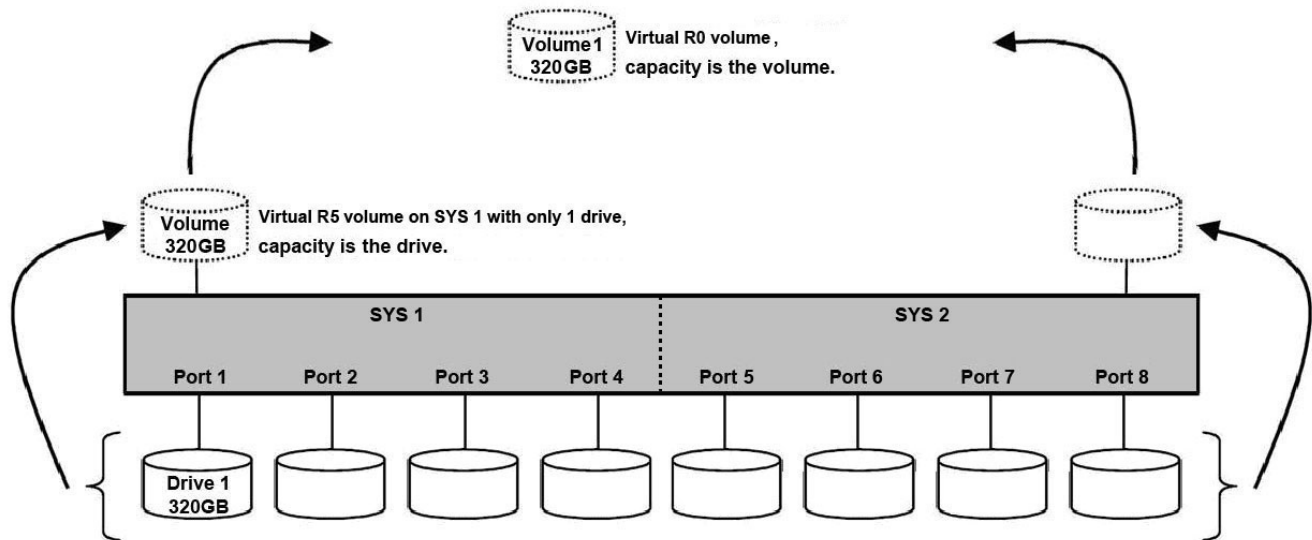 Volume1
320GB
Virtual R0 volume,
capacity is the volume.
Volume
320GB
Virtual R5 volume on SYS 1 with only 1 drive,
capacity is the drive.
SYS 1
SYS 2
Port 1
Port 2
Port 3
Port 4
Port 5
Port 6
Port 7
Port 8
Drive 1
320GB